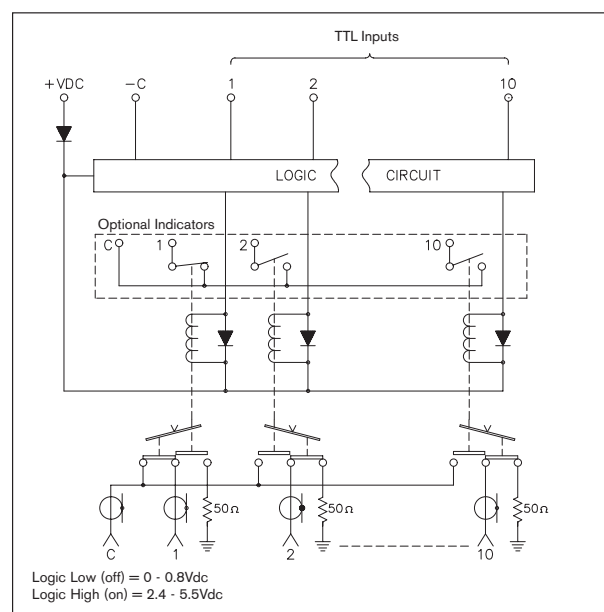 TTL Inputs
+VDC -C 1 2 10
LOGIC CIRCUIT
Optional Indicators
C 1 2 10
50Ω 50Ω 50Ω
C 1 2 10
Logic Low (off) = 0 - 0.8Vdc
Logic High (on) = 2.4 - 5.5Vdc